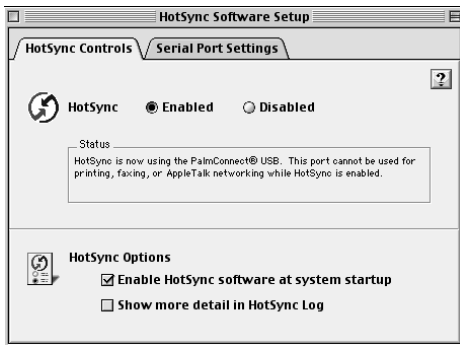 HotSync Software Setup
HotSync Controls
Serial Port Settings
?
HotSync
Enabled
Disabled
Status
HotSync is now using the PalmConnect® USB. This port cannot be used for
printing, faxing, or AppleTalk networking while HotSync is enabled.
HotSync Options
Enable HotSync software at system startup
Show more detail in HotSync Log